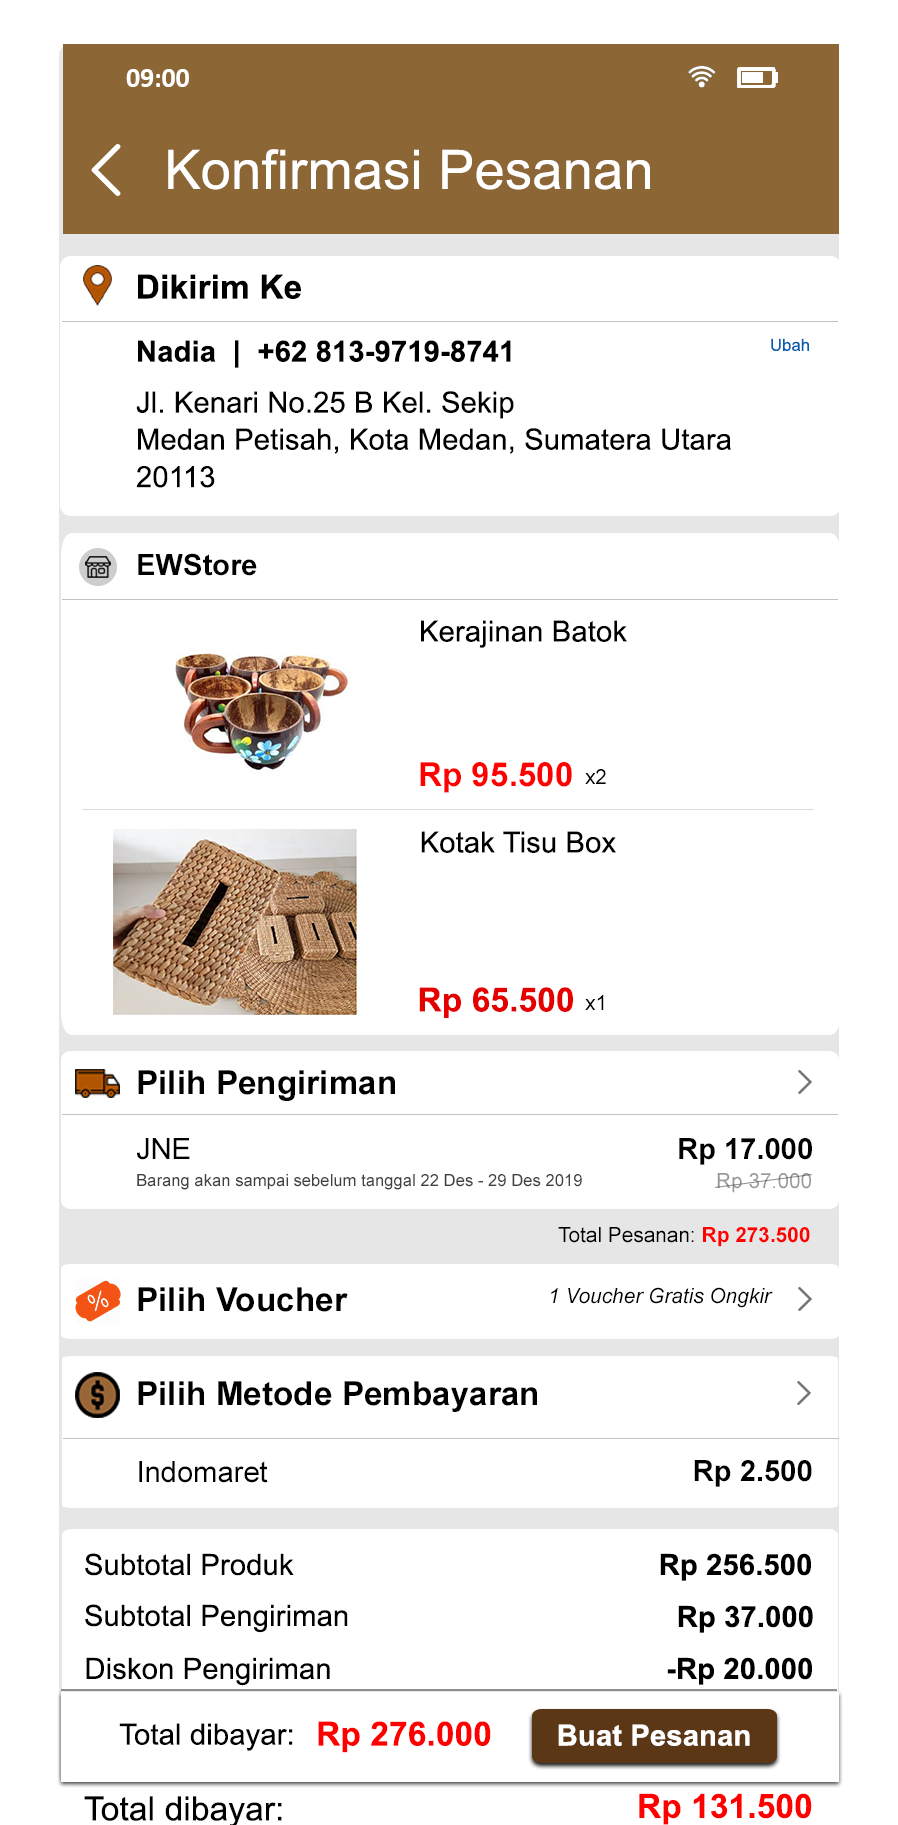 09:00
Konfirmasi Pesanan
Dikirim Ke
Nadia | +62 813-9719-8741
Ubah
Jl. Kenari No.25 B Kel. Sekip
Medan Petisah, Kota Medan, Sumatera Utara
20113
EWStore
Kerajinan Batok
Rp 95.500 x2
Kotak Tisu Box
Rp 65.500 x1
Pilih Pengiriman
JNE Rp 17.000
Barang akan sampai sebelum tanggal 22 Des - 29 Des 2019 Rp 37.000
Total Pesanan: Rp 273.500
% Pilih Voucher 1 Voucher Gratis Ongkir
$ Pilih Metode Pembayaran
Indomaret Rp 2.500
Subtotal Produk Rp 256.500
Subtotal Pengiriman Rp 37.000
Diskon Pengiriman -Rp 20.000
Total dibayar: Rp 276.000 Buat Pesanan
Total dibayar: Rp 131.500